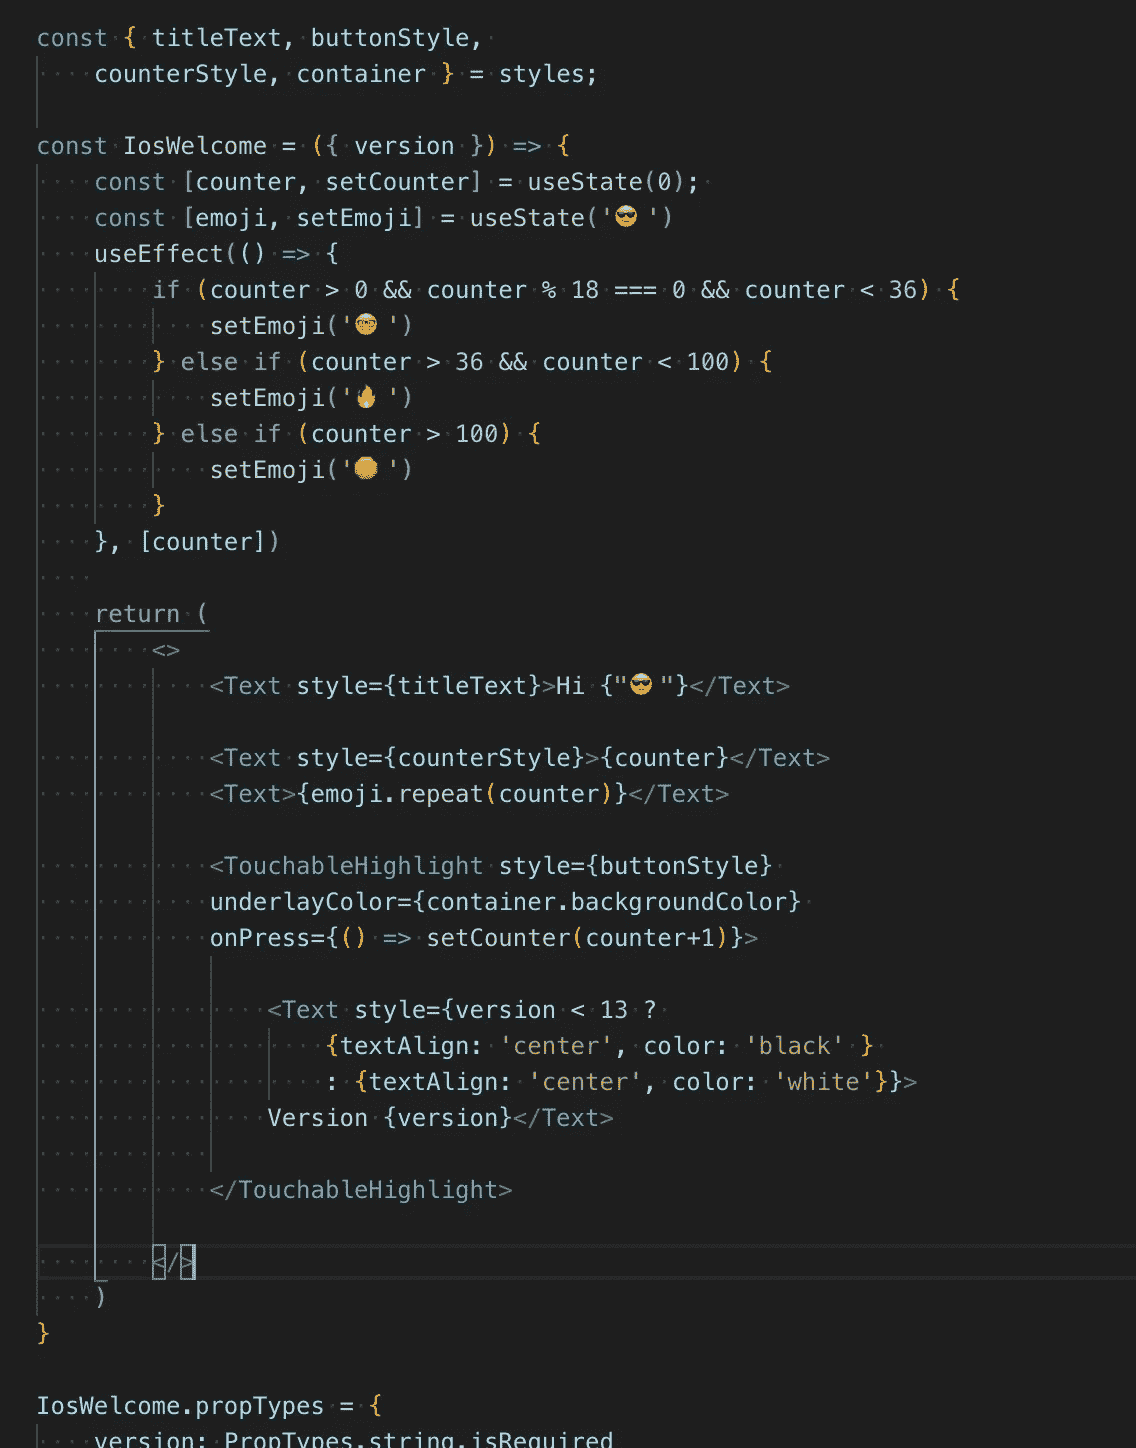 const { titleText, buttonStyle,
    counterStyle, container } = styles;

const IosWelcome = ({ version }) => {
    const [counter, setCounter] = useState(0);
    const [emoji, setEmoji] = useState('😎 ')
    useEffect(() => {
        if (counter > 0 && counter % 18 === 0 && counter < 36) {
            setEmoji('🤓 ')
        } else if (counter > 36 && counter < 100) {
            setEmoji('🔥 ')
        } else if (counter > 100) {
            setEmoji(' ')
        }
    }, [counter])

    return (
        <>
            <Text style={titleText}>Hi {"😎 "}</Text>

            <Text style={counterStyle}>{counter}</Text>
            <Text>{emoji.repeat(counter)}</Text>

            <TouchableHighlight style={buttonStyle}
            underlayColor={container.backgroundColor}
            onPress={() => setCounter(counter+1)}>

                <Text style={version < 13 ?
                    {textAlign: 'center', color: 'black' }
                    : {textAlign: 'center', color: 'white'}}>
                Version {version}</Text>

            </TouchableHighlight>

        </>
    )
}

IosWelcome.propTypes = {
    version: PropTypes.string.isRequired